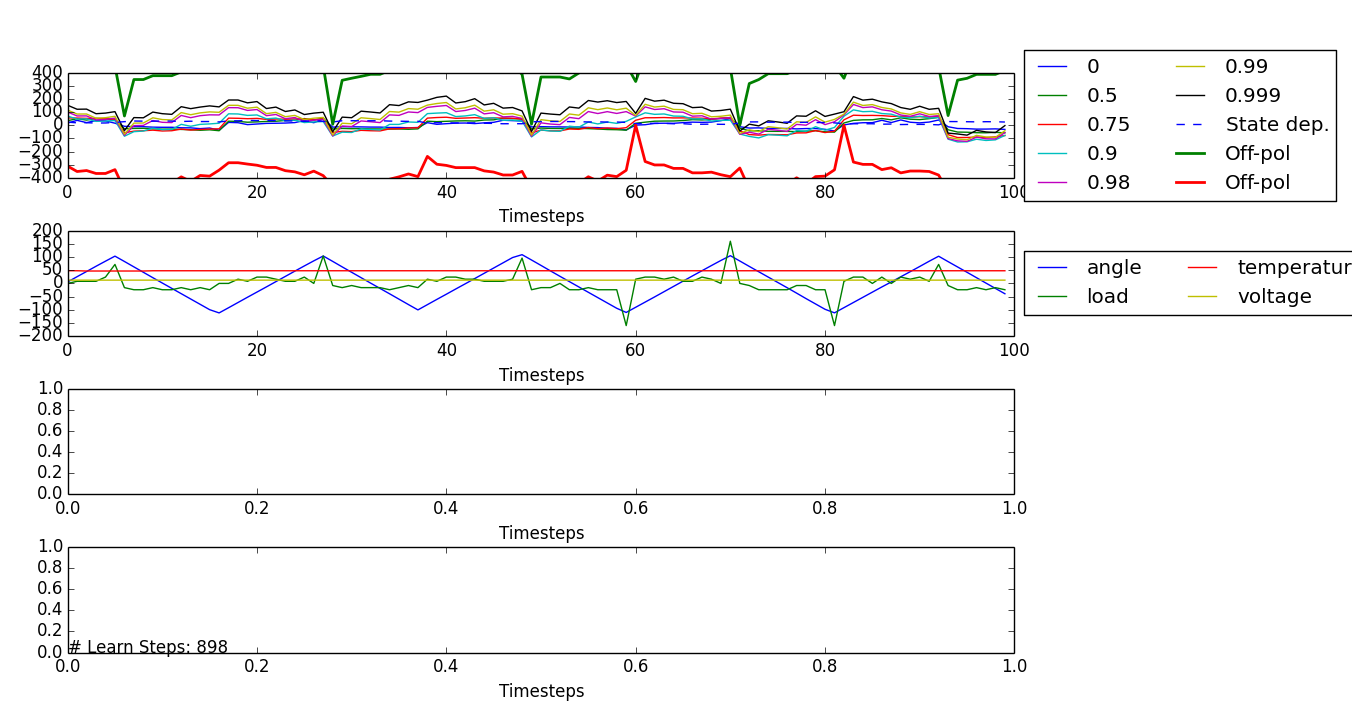 400
300
200
100
0
−100
−200
−300
−400
0 20 40 60 80 100
Timesteps
0 0.99
0.5 0.999
0.75 State dep.
0.9 Off-pol
0.98 Off-pol
200
150
100
50
0
−50
−100
−150
−200
0 20 40 60 80 100
Timesteps
angle temperatur
load voltage
1.0
0.8
0.6
0.4
0.2
0.0
0.0 0.2 0.4 0.6 0.8 1.0
Timesteps
1.0
0.8
0.6
0.4
0.2
0.0
# Learn Steps: 898
0.0 0.2 0.4 0.6 0.8 1.0
Timesteps